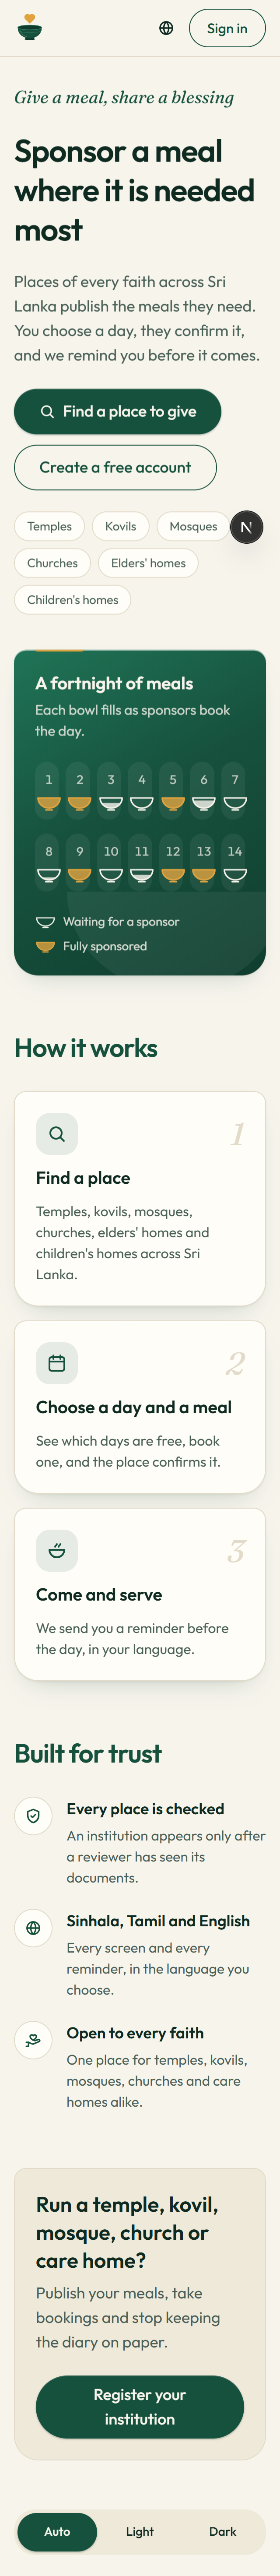 Sign in
Give a meal, share a blessing
Sponsor a meal
where it is needed
most
Places of every faith across Sri
Lanka publish the meals they need.
You choose a day, they confirm it,
and we remind you before it comes.
Find a place to give
Create a free account
Temples
Kovils
Mosques
N
Churches
Elders' homes
Children's homes
A fortnight of meals
Each bowl fills as sponsors book
the day.
1 2 3 4 5 6 7
8 9 10 11 12 13 14
Waiting for a sponsor
Fully sponsored
How it works
1
Find a place
Temples, kovils, mosques,
churches, elders' homes and
children's homes across Sri
Lanka.
2
Choose a day and a meal
See which days are free, book
one, and the place confirms it.
3
Come and serve
We send you a reminder before
the day, in your language.
Built for trust
Every place is checked
An institution appears only after
a reviewer has seen its
documents.
Sinhala, Tamil and English
Every screen and every
reminder, in the language you
choose.
Open to every faith
One place for temples, kovils,
mosques, churches and care
homes alike.
Run a temple, kovil,
mosque, church or
care home?
Publish your meals, take
bookings and stop keeping
the diary on paper.
Register your
institution
Auto
Light
Dark